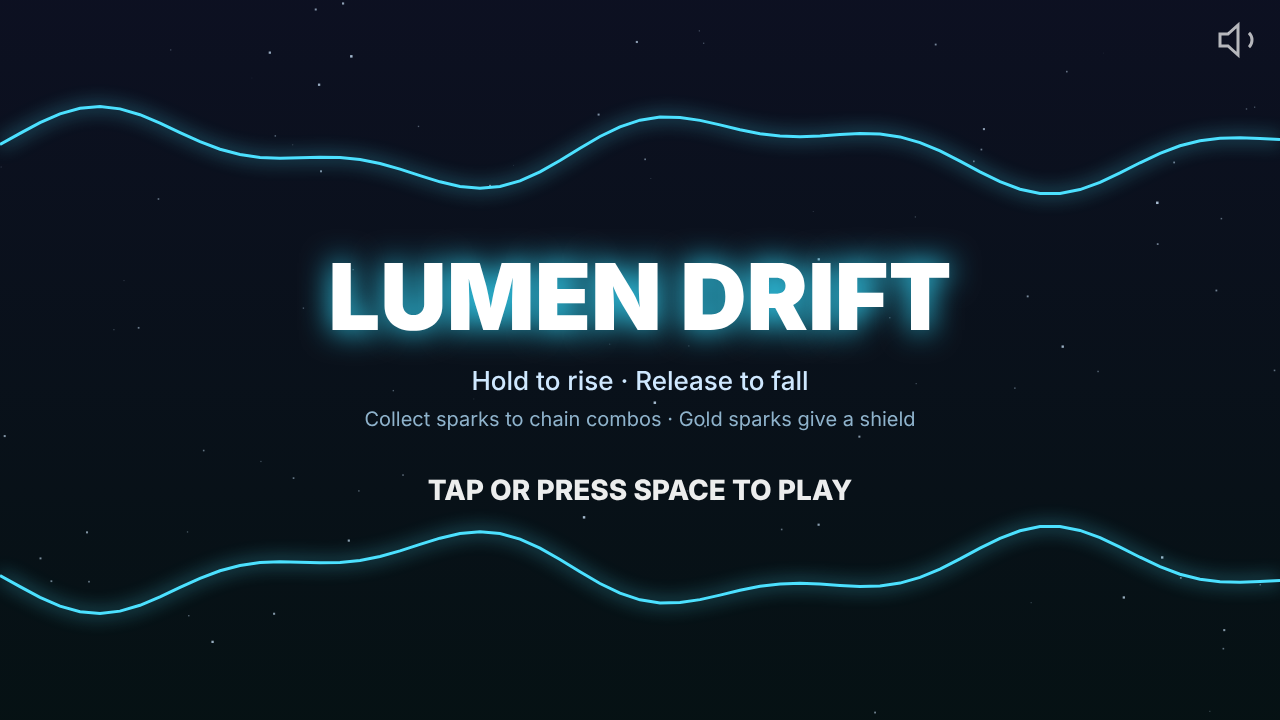 LUMEN DRIFT
Hold to rise · Release to fall
Collect sparks to chain combos · Gold sparks give a shield
TAP OR PRESS SPACE TO PLAY